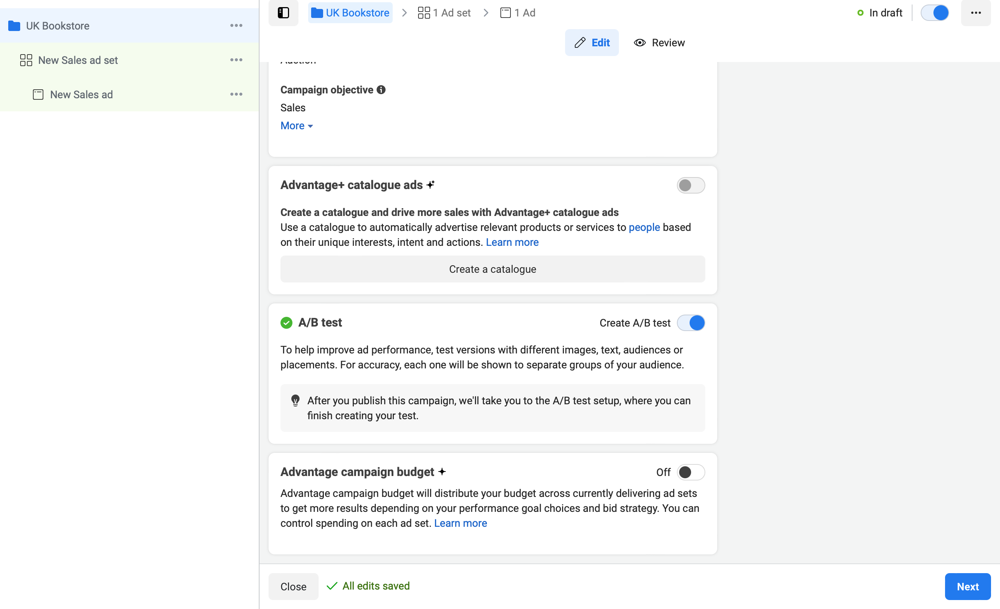 UK Bookstore
New Sales ad set
New Sales ad
UK Bookstore > 1 Ad set > 1 Ad
In draft
Edit
Review
Auction
Campaign objective
Sales
More
Advantage+ catalogue ads
Create a catalogue and drive more sales with Advantage+ catalogue ads
Use a catalogue to automatically advertise relevant products or services to people based
on their unique interests, intent and actions. Learn more
Create a catalogue
A/B test
Create A/B test
To help improve ad performance, test versions with different images, text, audiences or
placements. For accuracy, each one will be shown to separate groups of your audience.
After you publish this campaign, we'll take you to the A/B test setup, where you can
finish creating your test.
Advantage campaign budget
Off
Advantage campaign budget will distribute your budget across currently delivering ad sets
to get more results depending on your performance goal choices and bid strategy. You can
control spending on each ad set. Learn more
Close
All edits saved
Next